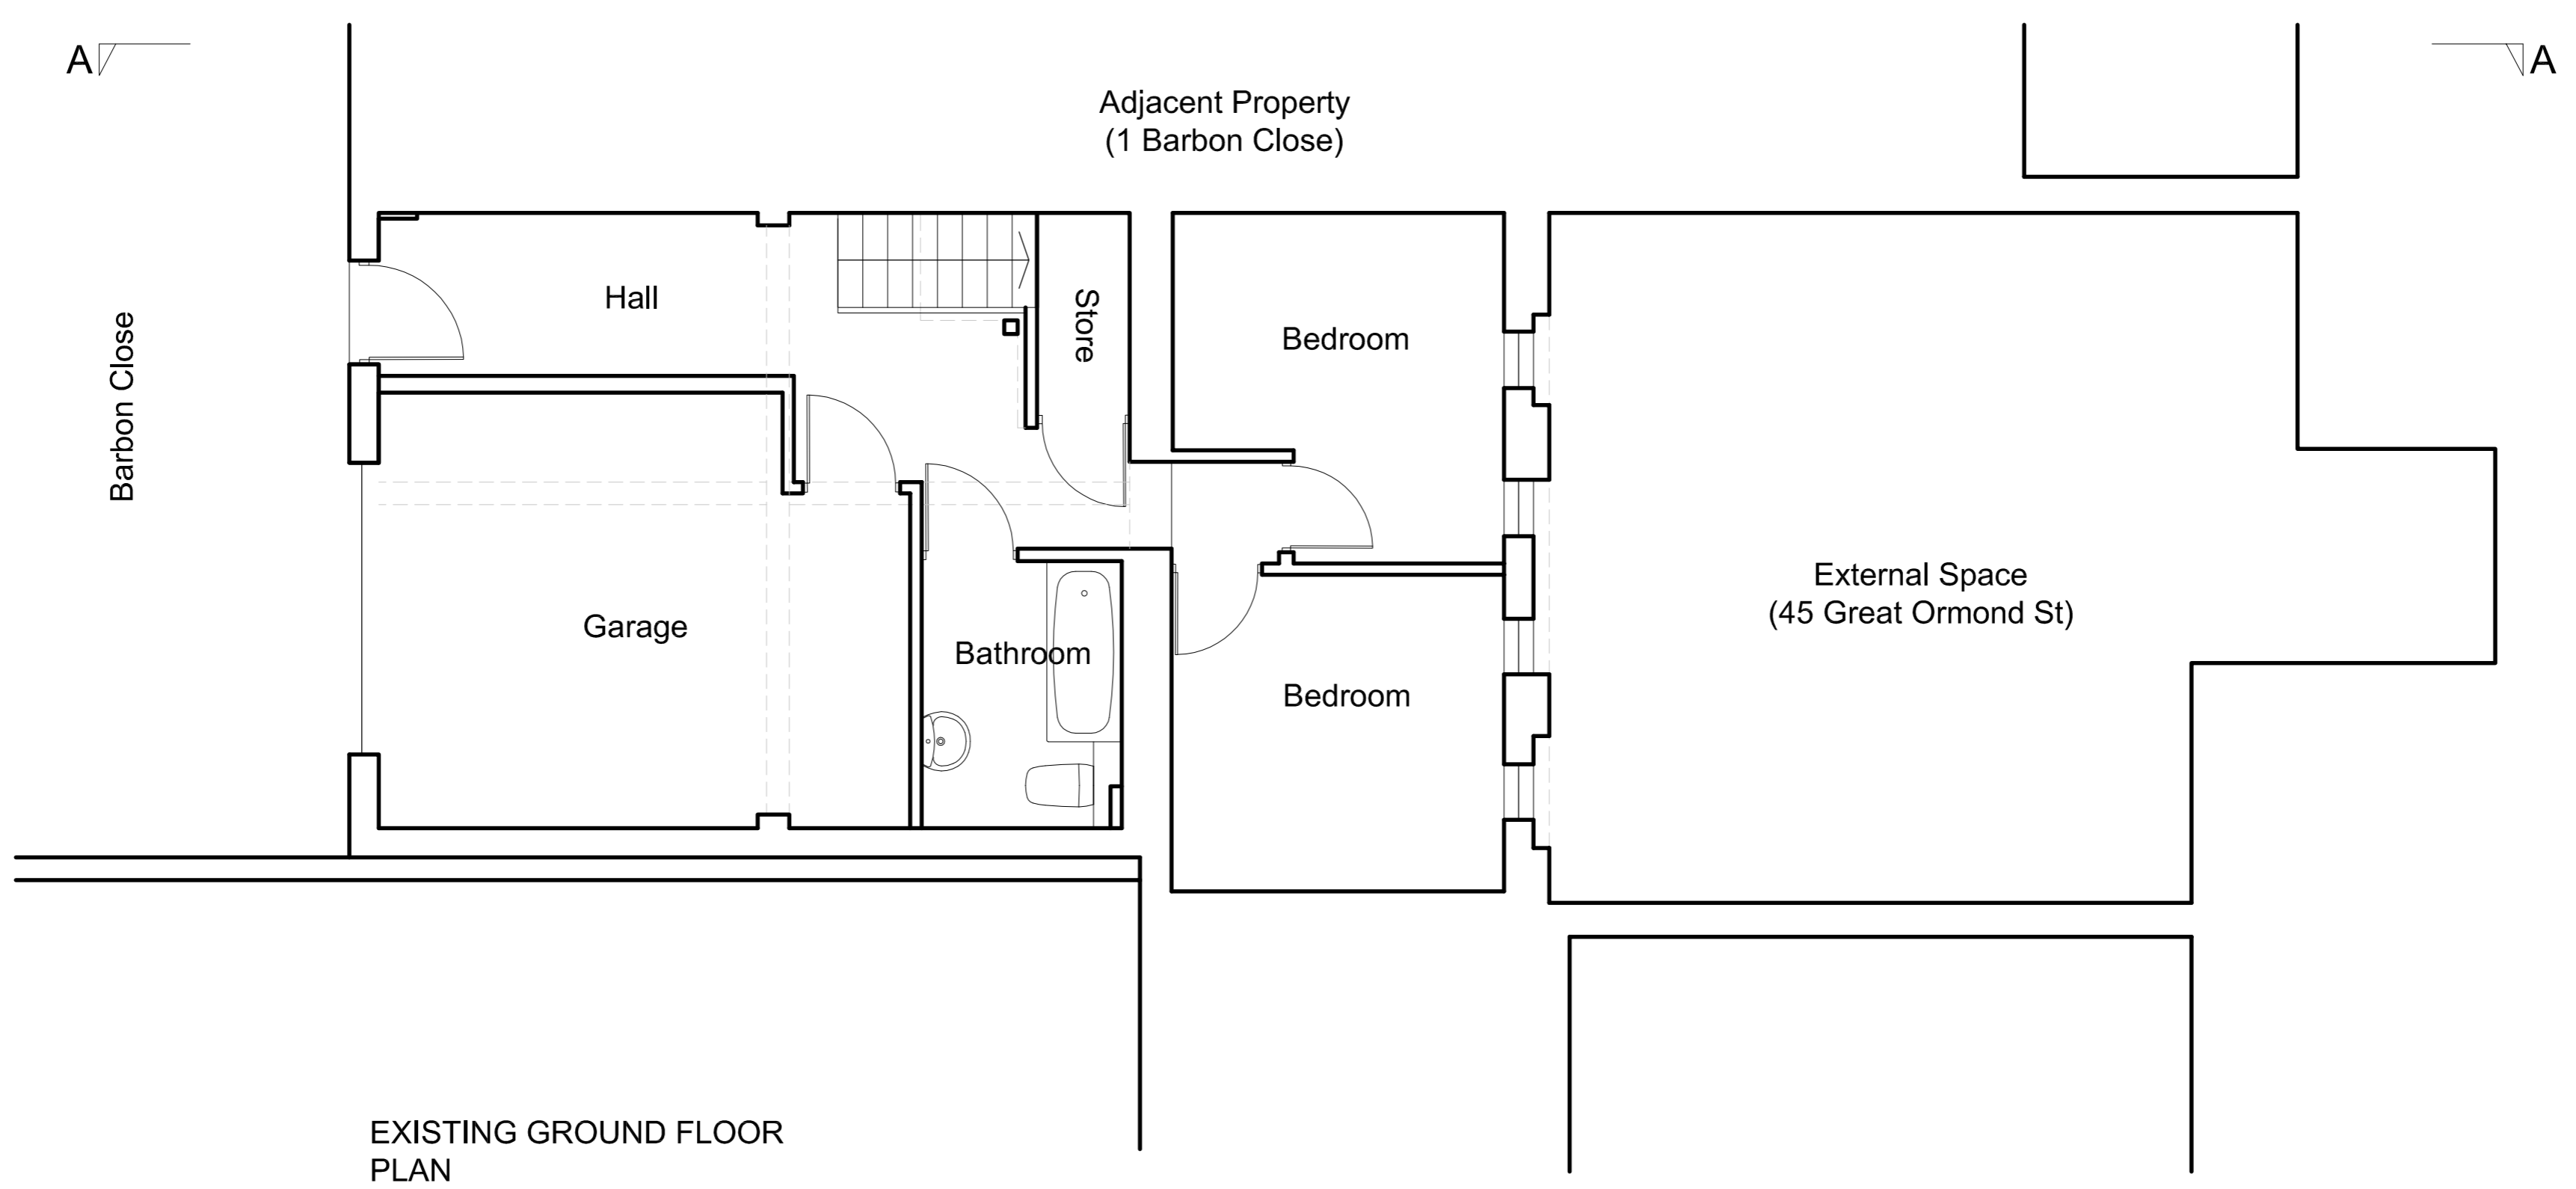 A
A
Adjacent Property
(1 Barbon Close)
Barbon Close
Hall
Store
Bedroom
External Space
(45 Great Ormond St)
Garage
Bathroom
Bedroom
EXISTING GROUND FLOOR
PLAN